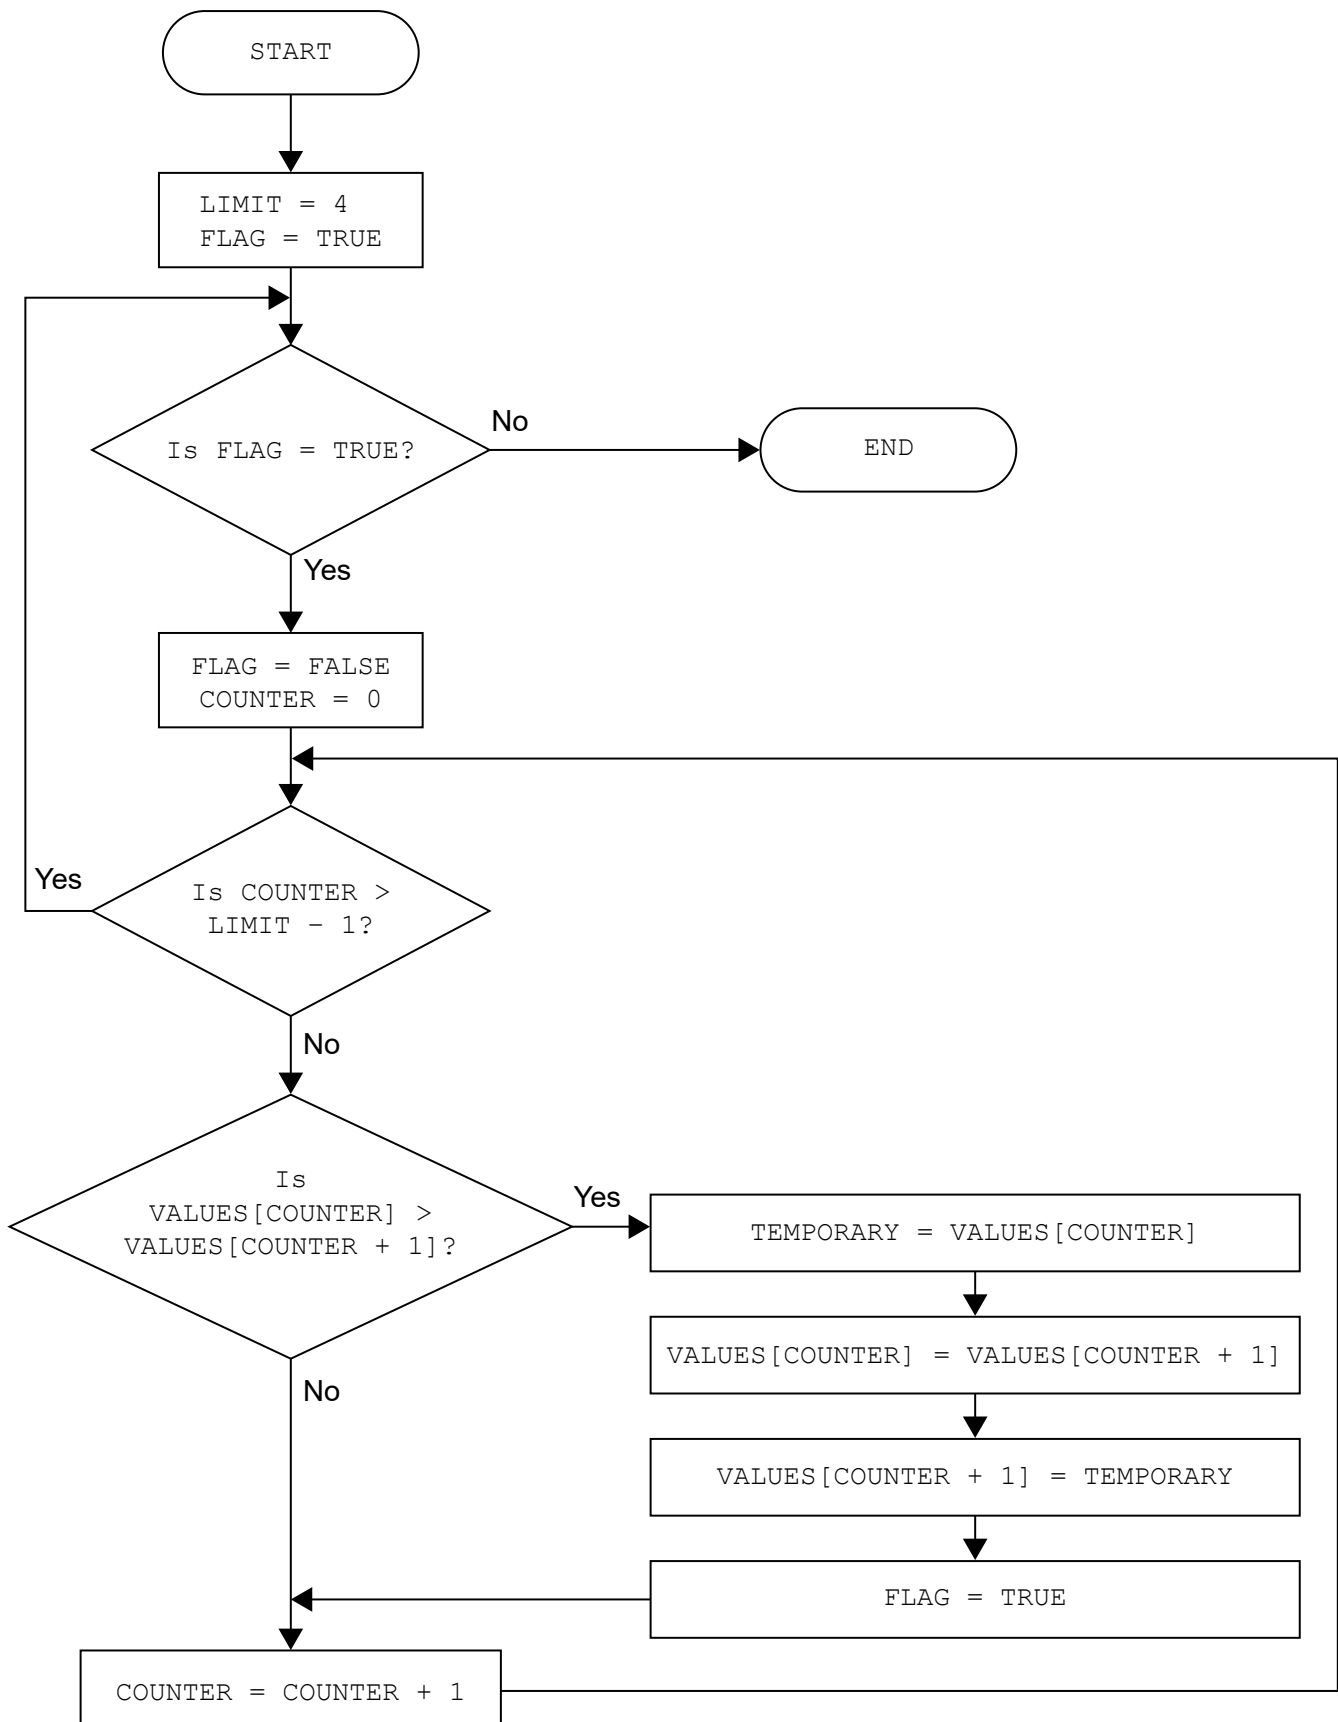 START
LIMIT = 4
FLAG = TRUE
Is FLAG = TRUE?
No
END
Yes
FLAG = FALSE
COUNTER = 0
Yes
Is COUNTER >
LIMIT – 1?
No
Is
VALUES[COUNTER] >
VALUES[COUNTER + 1]?
Yes
TEMPORARY = VALUES[COUNTER]
VALUES[COUNTER] = VALUES[COUNTER + 1]
No
VALUES[COUNTER + 1] = TEMPORARY
FLAG = TRUE
COUNTER = COUNTER + 1